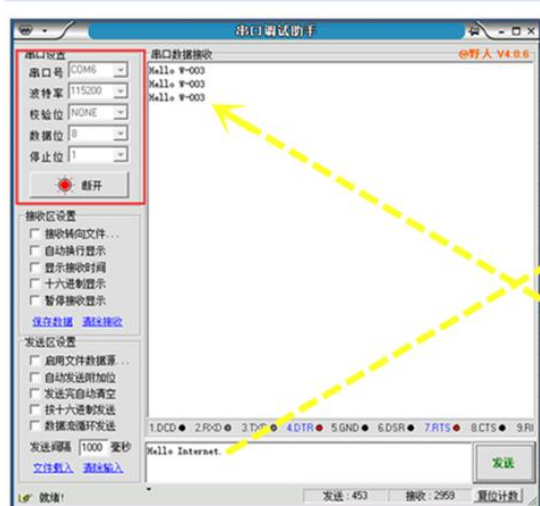 串口调试助手
串口设置
串口号 COM6
波特率 115200
校验位 NONE
数据位 8
停止位 1
断开
接收区设置
接收转向文件...
自动换行显示
显示接收时间
十六进制显示
暂停接收显示
保存数据 清除接收
发送区设置
启用文件数据源...
自动发送附加位
发送完自动清空
按十六进制发送
数据流循环发送
发送间隔 1000 毫秒
文件载入 清除输入
就绪!
串口数据接收
@野人 V4.0.6
Hello W-003
Hello W-003
Hello W-003
1.DCD 2.RXD 3.TXD 4.DTR 5.GND 6.DSR 7.RTS 8.CTS 9.RI
Hello Internet.
发送
发送 : 453 接收 : 2959 复位计数